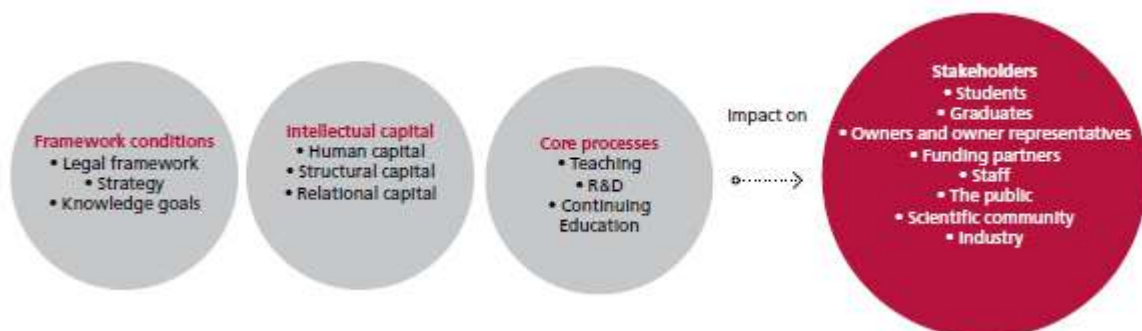 Framework conditions
• Legal framework
• Strategy
• Knowledge goals
Intellectual capital
• Human capital
• Structural capital
• Relational capital
Core processes
• Teaching
• R&D
• Continuing
Education
Impact on
Stakeholders
• Students
• Graduates
• Owners and owner representatives
• Funding partners
• Staff
• The public
• Scientific community
• Industry